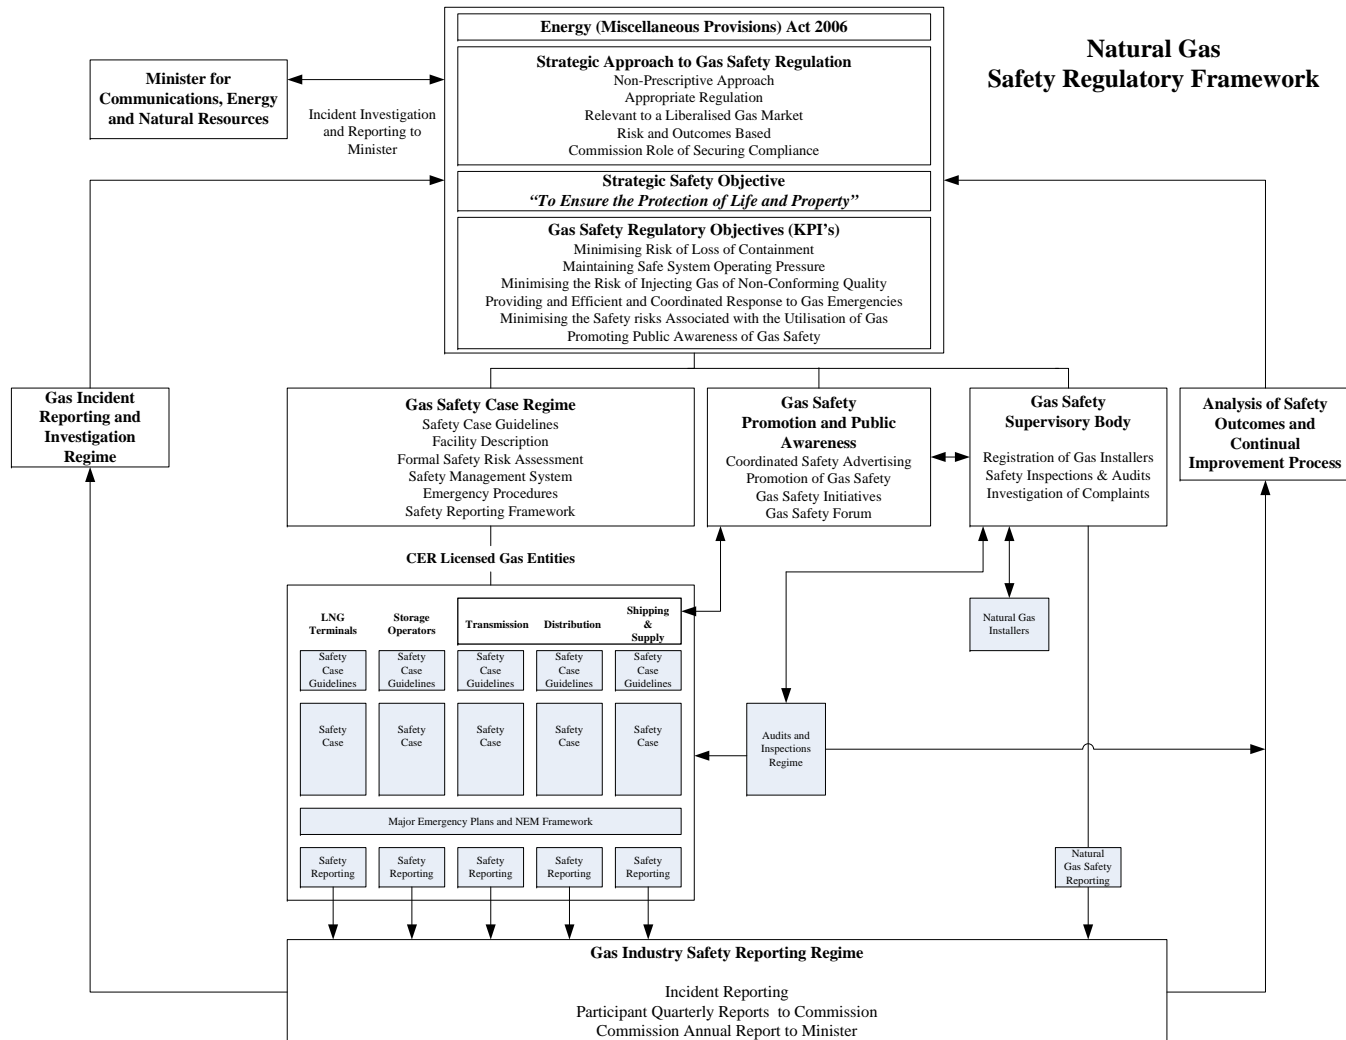 Energy (Miscellaneous Provisions) Act 2006
Natural Gas
Safety Regulatory Framework
Strategic Approach to Gas Safety Regulation
Non-Prescriptive Approach
Appropriate Regulation
Relevant to a Liberalised Gas Market
Risk and Outcomes Based
Commission Role of Securing Compliance
Minister for
Communications, Energy
and Natural Resources
Incident Investigation
and Reporting to
Minister
Strategic Safety Objective
“To Ensure the Protection of Life and Property”
Gas Safety Regulatory Objectives (KPI's)
Minimising Risk of Loss of Containment
Maintaining Safe System Operating Pressure
Minimising the Risk of Injecting Gas of Non-Conforming Quality
Providing and Efficient and Coordinated Response to Gas Emergencies
Minimising the Safety risks Associated with the Utilisation of Gas
Promoting Public Awareness of Gas Safety
Gas Incident
Reporting and
Investigation
Regime
Gas Safety Case Regime
Safety Case Guidelines
Facility Description
Formal Safety Risk Assessment
Safety Management System
Emergency Procedures
Safety Reporting Framework
Gas Safety
Promotion and Public
Awareness
Coordinated Safety Advertising
Promotion of Gas Safety
Gas Safety Initiatives
Gas Safety Forum
Gas Safety
Supervisory Body
Registration of Gas Installers
Safety Inspections & Audits
Investigation of Complaints
Analysis of Safety
Outcomes and
Continual
Improvement Process
CER Licensed Gas Entities
LNG
Terminals
Storage
Operators
Transmission
Distribution
Shipping
&
Supply
Safety
Case
Guidelines
Safety
Case
Guidelines
Safety
Case
Guidelines
Safety
Case
Guidelines
Safety
Case
Guidelines
Natural Gas
Installers
Safety
Case
Safety
Case
Safety
Case
Safety
Case
Safety
Case
Audits and
Inspections
Regime
Major Emergency Plans and NEM Framework
Safety
Reporting
Safety
Reporting
Safety
Reporting
Safety
Reporting
Safety
Reporting
Natural
Gas Safety
Reporting
Gas Industry Safety Reporting Regime
Incident Reporting
Participant Quarterly Reports to Commission
Commission Annual Report to Minister